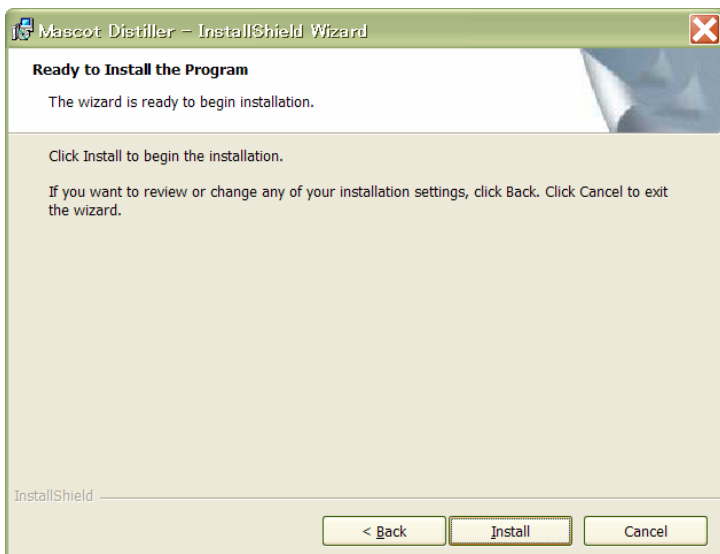 Mascot Distiller - InstallShield Wizard
Ready to Install the Program
The wizard is ready to begin installation.
Click Install to begin the installation.
If you want to review or change any of your installation settings, click Back. Click Cancel to exit
the wizard.
InstallShield
< Back
Install
Cancel